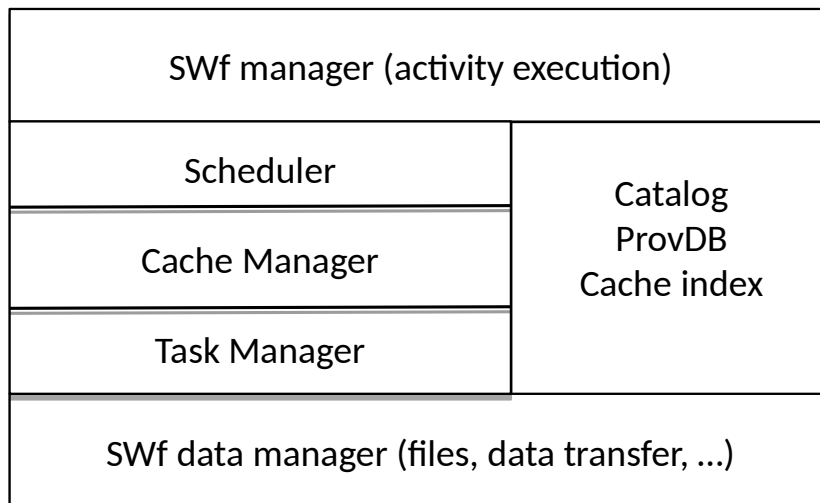 SWf manager (activity execution)
Scheduler
Cache Manager
Task Manager
Catalog
ProvDB
Cache index
SWf data manager (files, data transfer, ...)